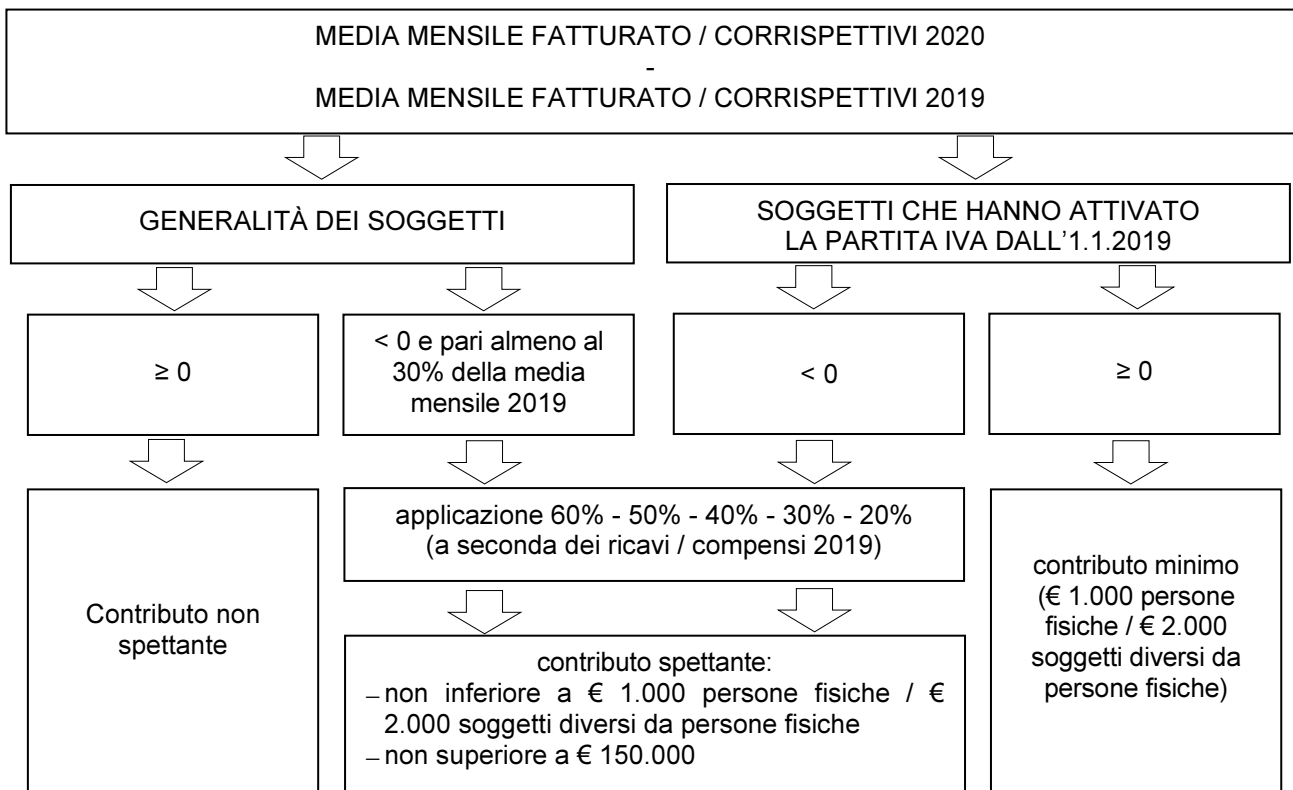 MEDIA MENSILE FATTURATO / CORRISPETTIVI 2020
-
MEDIA MENSILE FATTURATO / CORRISPETTIVI 2019
GENERALITÀ DEI SOGGETTI
SOGGETTI CHE HANNO ATTIVATO
LA PARTITA IVA DALL’1.1.2019
≥ 0
< 0 e pari almeno al
30% della media
mensile 2019
< 0
≥ 0
Contributo non
spettante
applicazione 60% - 50% - 40% - 30% - 20%
(a seconda dei ricavi / compensi 2019)
contributo spettante:
– non inferiore a € 1.000 persone fisiche / €
2.000 soggetti diversi da persone fisiche
– non superiore a € 150.000
contributo minimo
(€ 1.000 persone
fisiche / € 2.000
soggetti diversi da
persone fisiche)